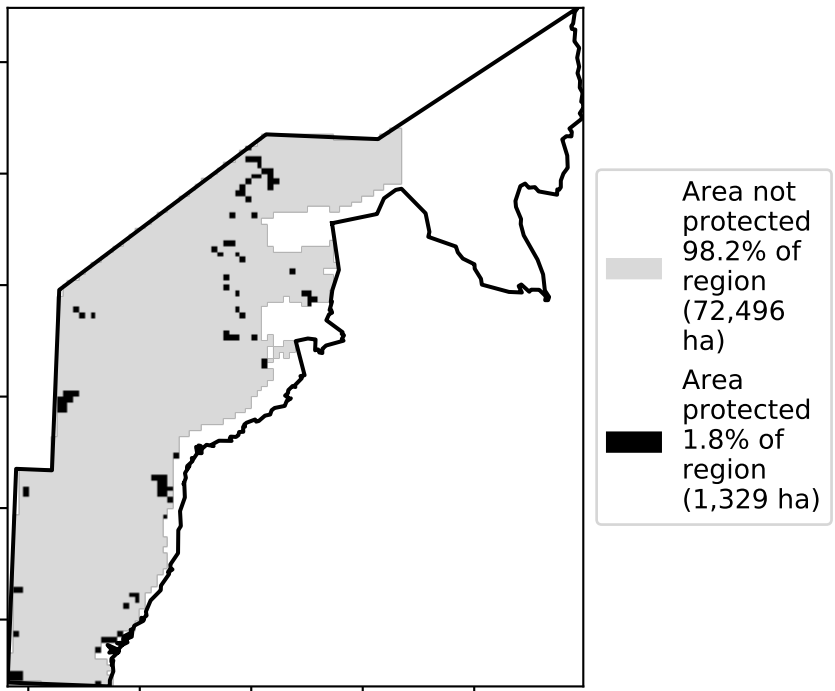 Area not
protected
98.2% of
region
(72,496
ha)
Area
protected
1.8% of
region
(1,329 ha)